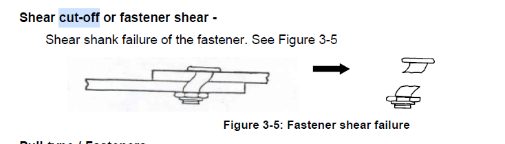 Shear cut-off or fastener shear -
Shear shank failure of the fastener. See Figure 3-5
Figure 3-5: Fastener shear failure